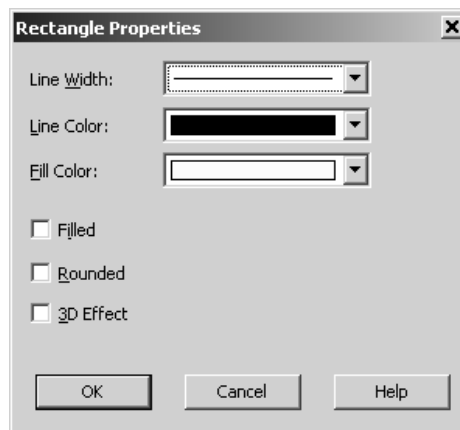 Rectangle Properties
Line Width:
Line Color:
Fill Color:
Filled
Rounded
3D Effect
OK Cancel Help